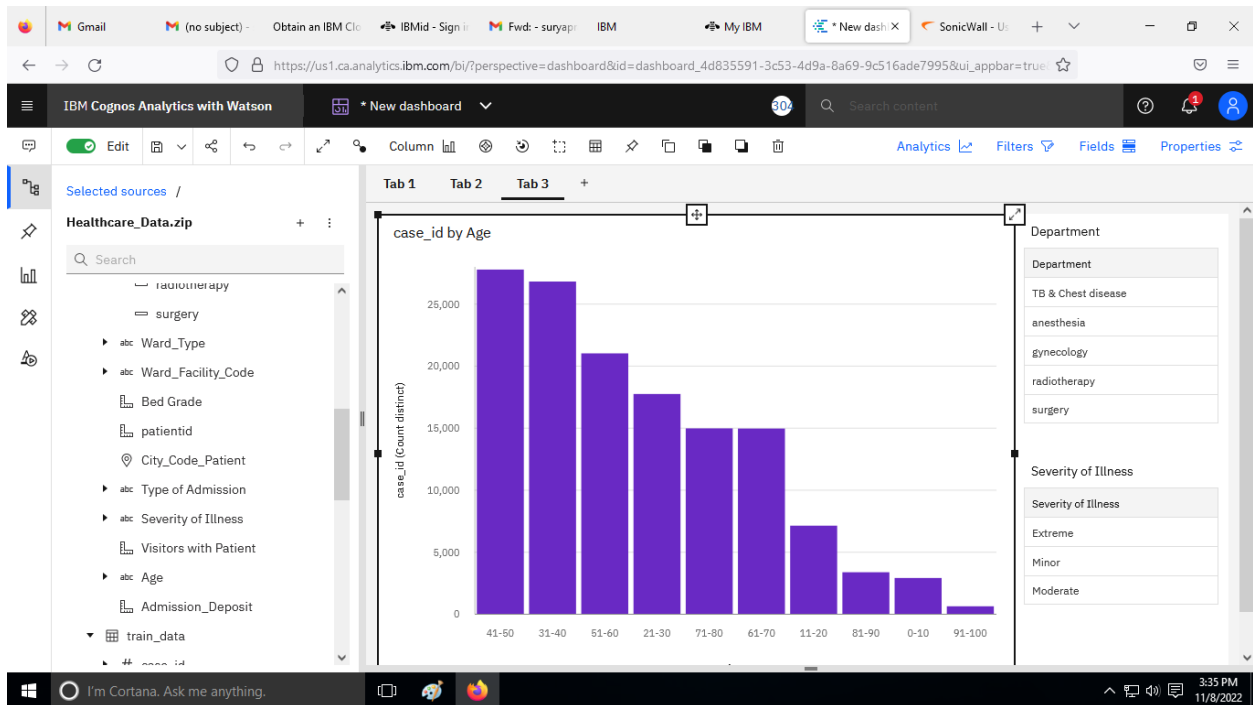 Gmail
(no subject) -
Obtain an IBM Clo
IBMid - Sign in
Fwd: - suryapr
IBM
My IBM
* New dash
SonicWall - Us
https://us1.ca.analytics.ibm.com/bi/?perspective=dashboard&id=dashboard_4d835591-3c53-4d9a-8a69-9c516ade7995&ui_appbar=true
IBM Cognos Analytics with Watson
* New dashboard
304
Search content
1
Edit
Column
Analytics
Filters
Fields
Properties
Selected sources /
Healthcare_Data.zip
Search
radiotherapy
surgery
abc Ward_Type
abc Ward_Facility_Code
Bed Grade
patientid
City_Code_Patient
abc Type of Admission
abc Severity of Illness
Visitors with Patient
abc Age
Admission_Deposit
train_data
# case_id
Tab 1
Tab 2
Tab 3
case_id by Age
case_id (Count distinct)
25,000
20,000
15,000
10,000
5,000
0
41-50 31-40 51-60 21-30 71-80 61-70 11-20 81-90 0-10 91-100
Department
Department
TB & Chest disease
anesthesia
gynecology
radiotherapy
surgery
Severity of Illness
Severity of Illness
Extreme
Minor
Moderate
I'm Cortana. Ask me anything.
3:35 PM
11/8/2022